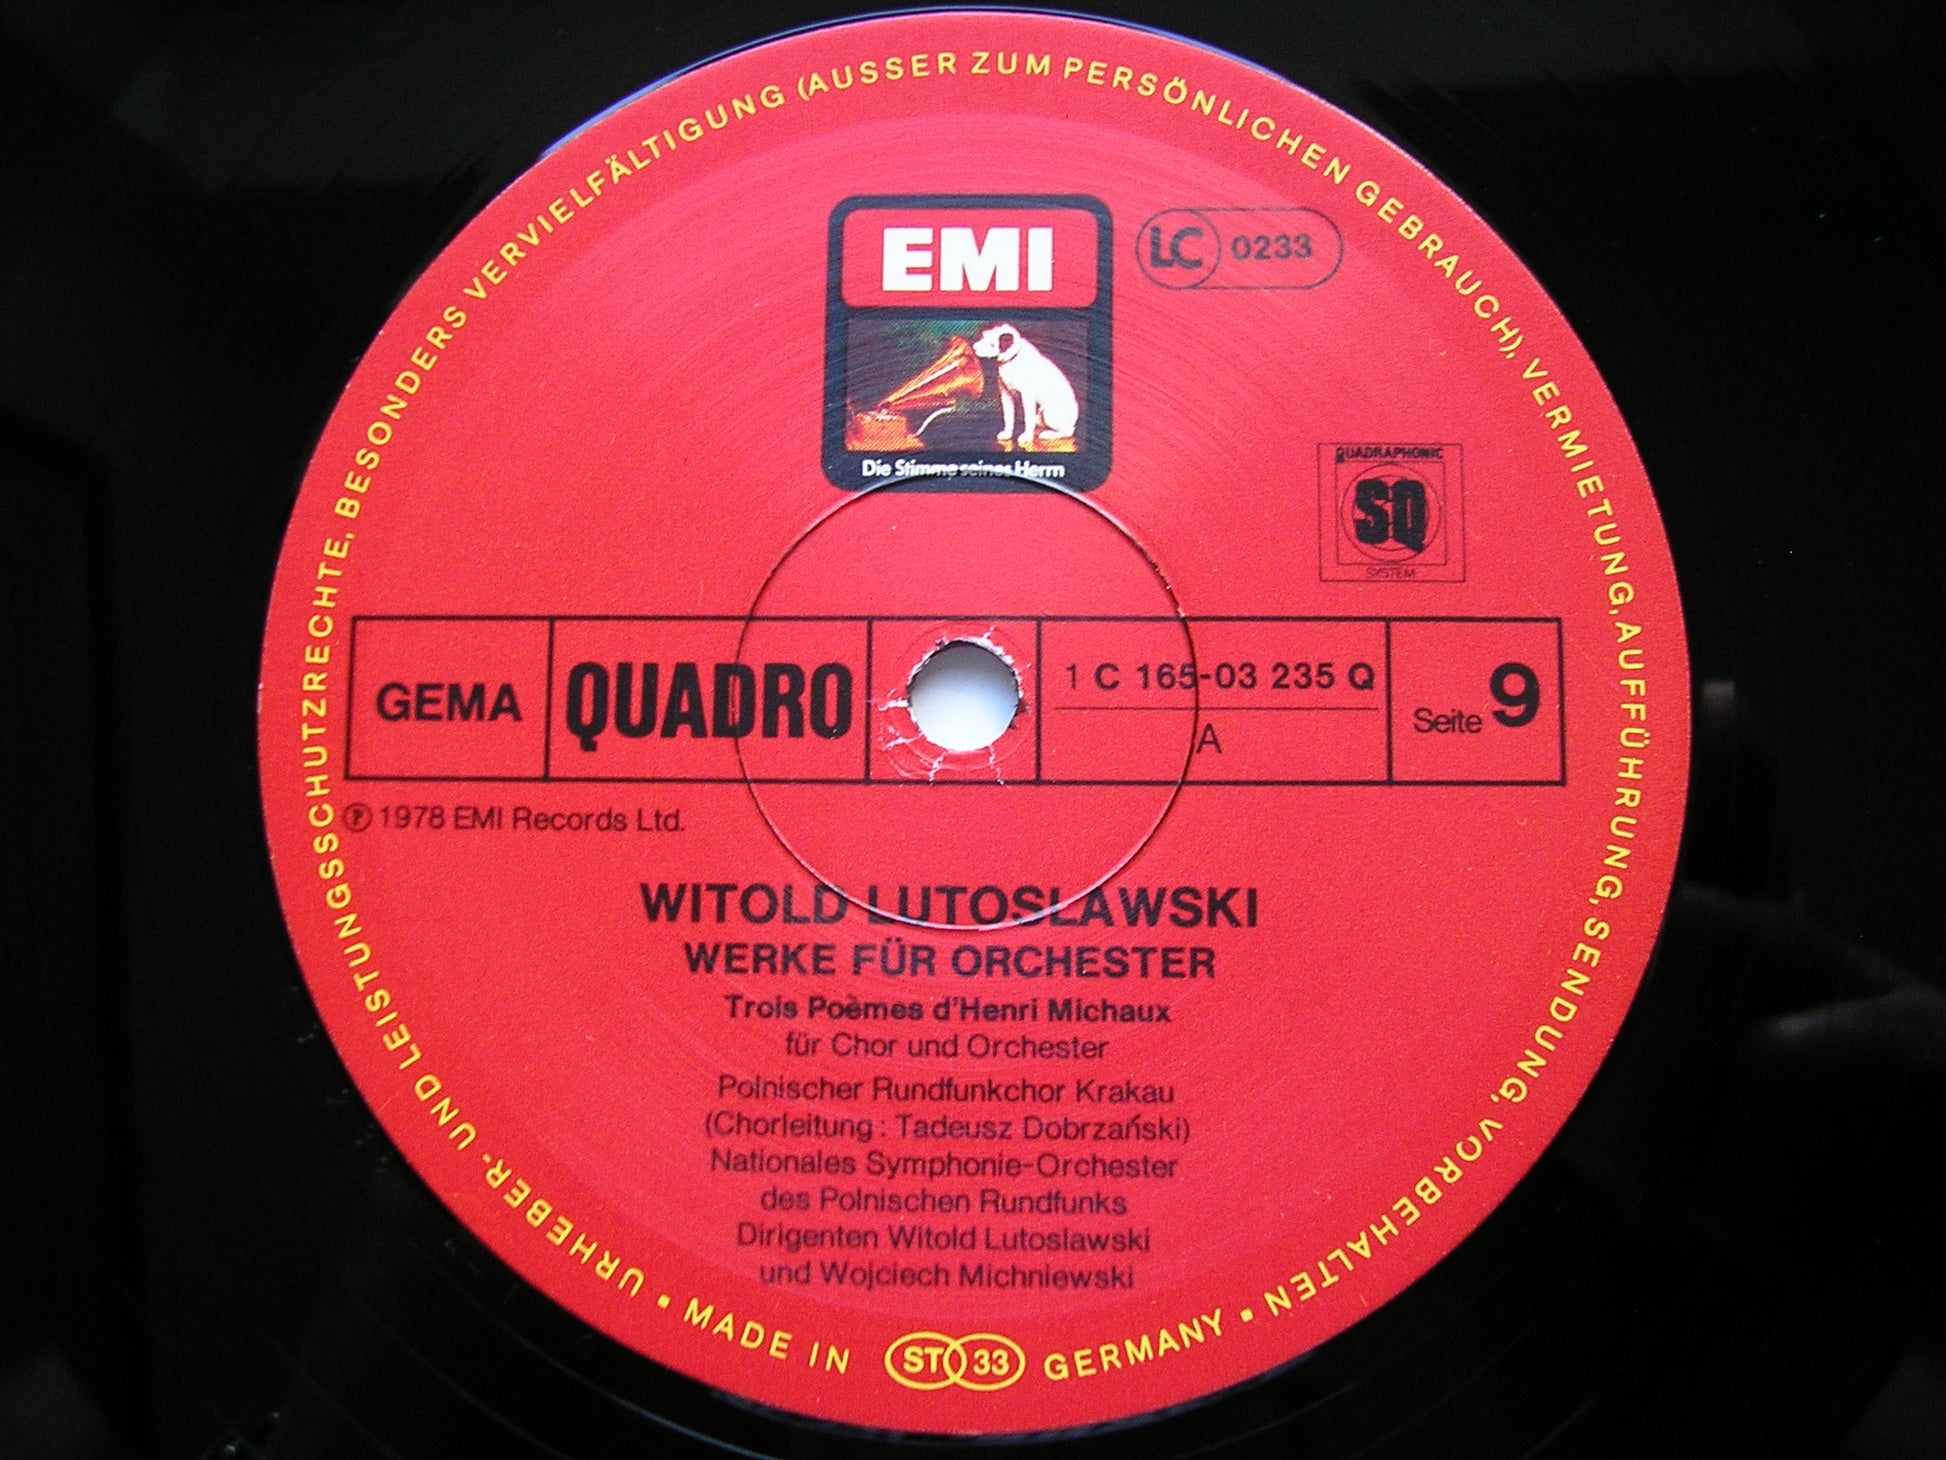 URHEBER- UND LEISTUNGSSCHUTZRECHTE, BESONDERS VERVIELFÄLTIGUNG (AUSSER ZUM PERSÖNLICHEN GEBRAUCH), VERMIETUNG, AUFFÜHRUNG, SENDUNG, VORBEHALTEN ▪ MADE IN ST 33 GERMANY ▪
EMI
LC 0233
Die Stimme seines Herrn
QUADRAPHONIC
SQ
SYSTEM
GEMA
QUADRO
1 C 165-03 235 Q
A
Seite 9
℗ 1978 EMI Records Ltd.
WITOLD LUTOSLAWSKI
WERKE FÜR ORCHESTER
Trois Poèmes d'Henri Michaux
für Chor und Orchester
Polnischer Rundfunkchor Krakau
(Chorleitung : Tadeusz Dobrzański)
Nationales Symphonie-Orchester
des Polnischen Rundfunks
Dirigenten Witold Lutoslawski
und Wojciech Michniewski